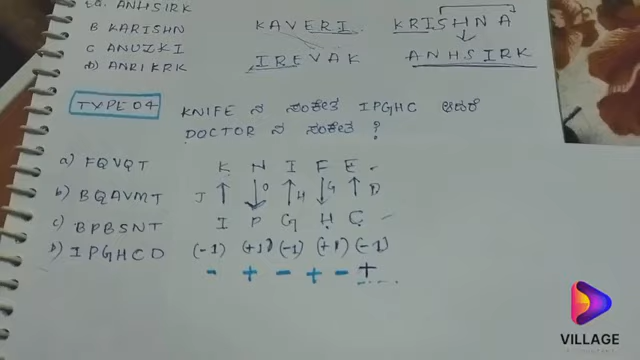 ANHSIRK
B KARISHN
C ANUIKI
D) ANRIKRK
KAVERI KRISHNA
IREVAK ANHSIRK
TYPE 04
KNIFE ನ ಸಂಕೇತ IPGHC ಆದರೆ
DOCTOR ನ ಸಂಕೇತ ?
a) FQVQT
b) BQAVMT
c) BPBSNT
D) IPGHCD
K N I F E
J O H G D
I P G H C
(-1) (+1) (-1) (+1) (-1)
- + - + - +
VILLAGE